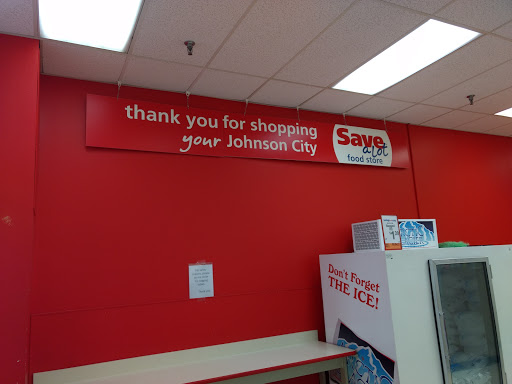 thank you for shopping
your Johnson City
Save
a lot
food store
Don't Forget
THE ICE!